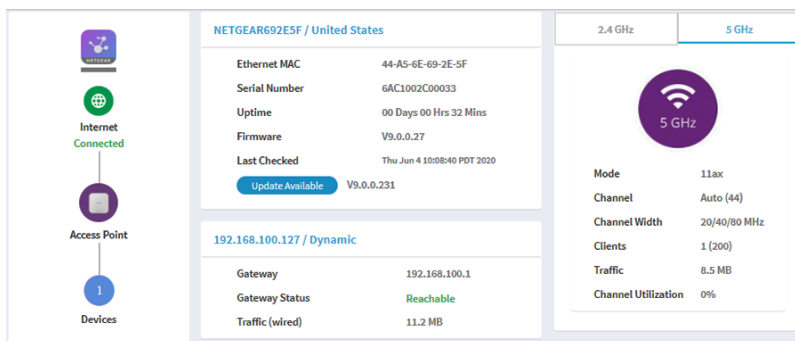 NETGEAR
Internet
Connected
Access Point
1
Devices
NETGEAR692E5F / United States
Ethernet MAC 44-A5-6E-69-2E-5F
Serial Number 6AC1002C00033
Uptime 00 Days 00 Hrs 32 Mins
Firmware V9.0.0.27
Last Checked Thu Jun 4 10:08:40 PDT 2020
Update Available V9.0.0.231
192.168.100.127 / Dynamic
Gateway 192.168.100.1
Gateway Status Reachable
Traffic (wired) 11.2 MB
2.4 GHz 5 GHz
5 GHz
Mode 11ax
Channel Auto (44)
Channel Width 20/40/80 MHz
Clients 1 (200)
Traffic 8.5 MB
Channel Utilization 0%